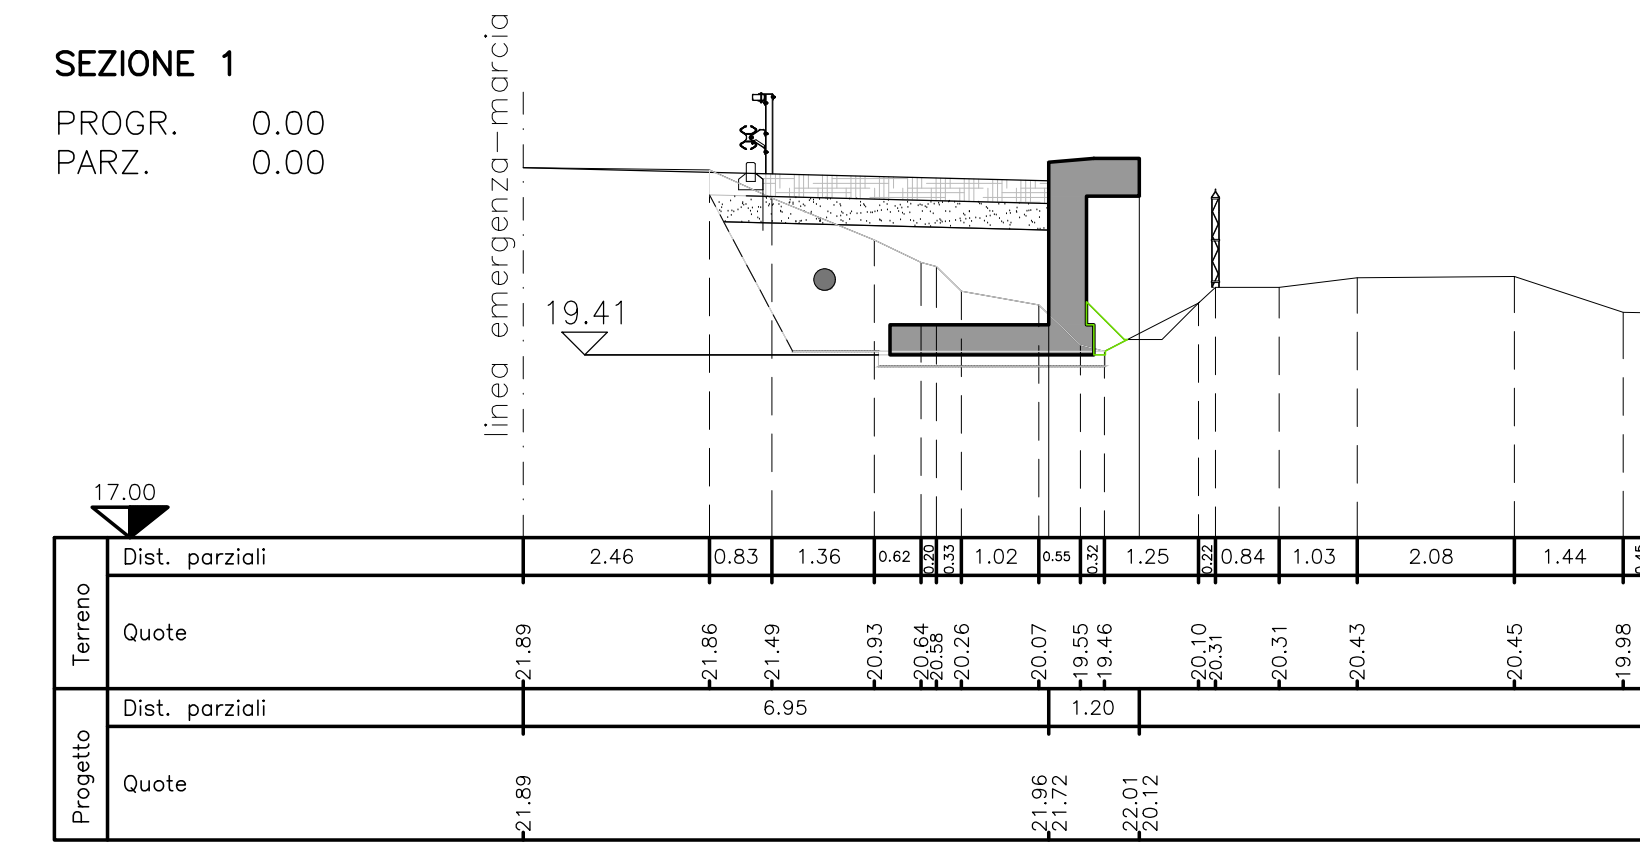 SEZIONE 1
PROGR. 0.00
PARZ. 0.00
linea emergenza-marcia
19.41
17.00
Terreno
Dist. parziali 2.46 0.83 1.36 0.62 0.20 0.33 1.02 0.55 0.32 1.25 0.22 0.84 1.03 2.08 1.44
Quote 21.89 21.86 21.49 20.93 20.64 20.58 20.26 20.07 19.55 19.46 20.10 20.31 20.31 20.43 20.45 19.98
Progetto
Dist. parziali 6.95 1.20
Quote 21.89 21.96 21.72 22.01 20.12